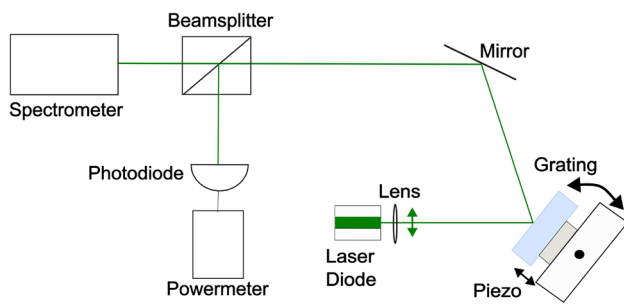 Beamsplitter
Mirror
Spectrometer
Photodiode
Grating
Lens
Laser
Diode
Powermeter
Piezo